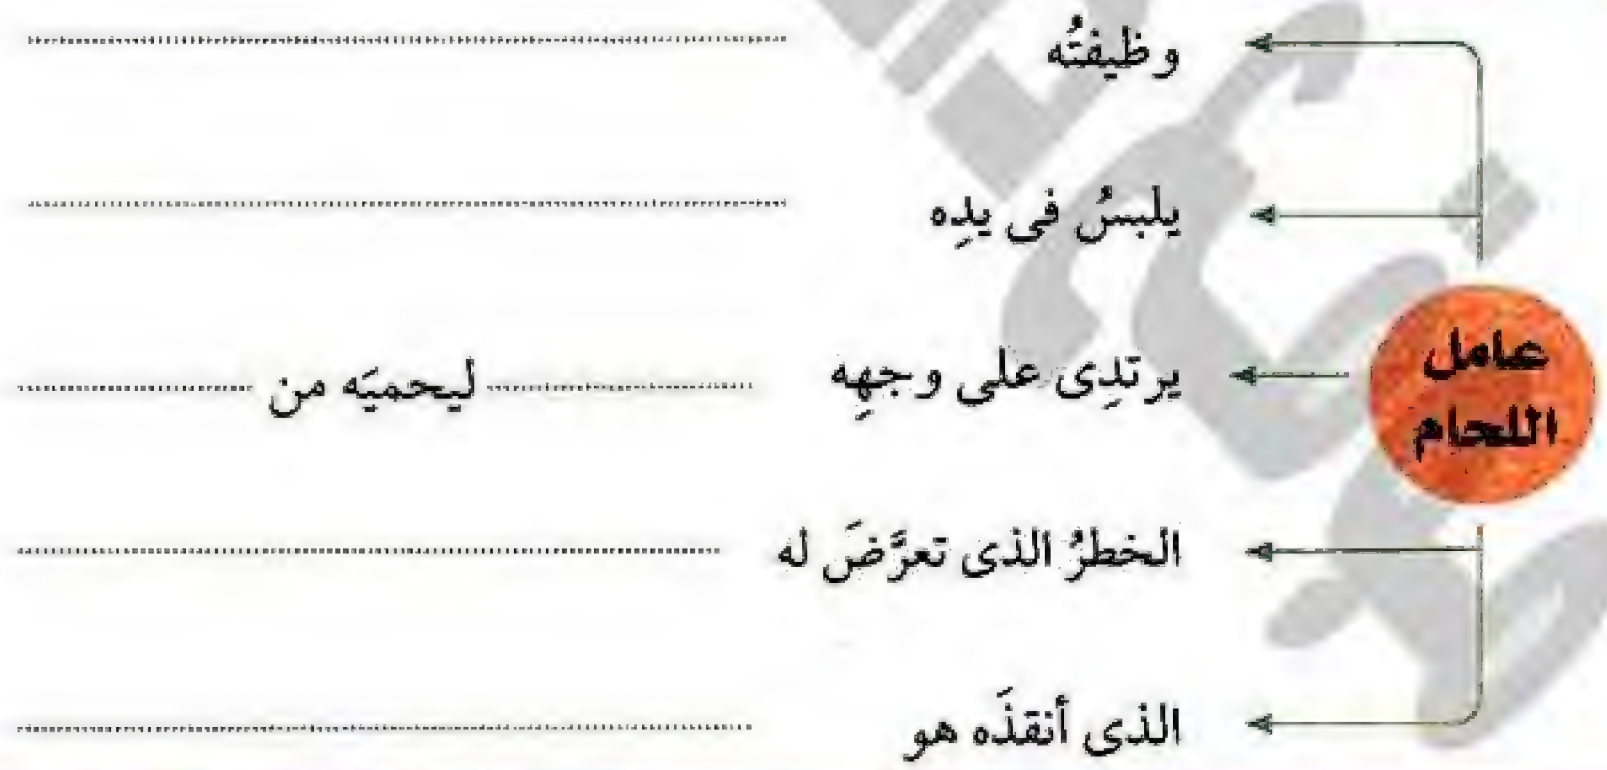 وظيفتُه
يلبسُ فى يدِه
عامل
اللحام
يرتدِى على وجهِه ليحميَه من
الخطرُ الذى تعرَّضَ له
الذى أنقذَه هو